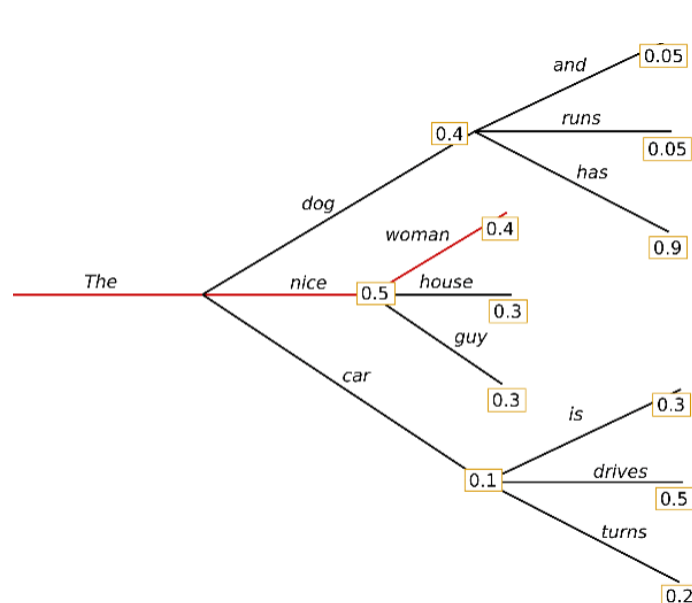 and
0.05
runs
0.4
0.05
has
dog
woman
0.4
0.9
The
nice
0.5
house
0.3
guy
car
0.3
is
0.3
drives
0.1
0.5
turns
0.2